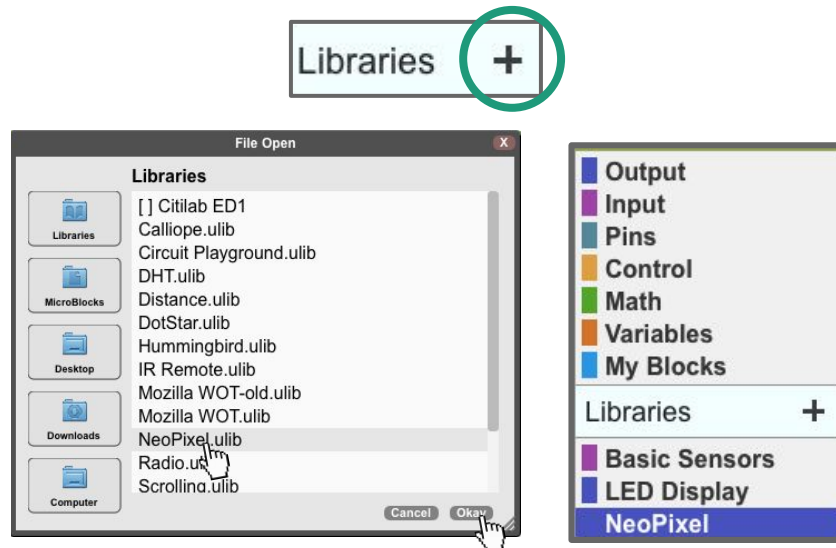 Libraries +
File Open X
Libraries
Libraries
MicroBlocks
Desktop
Downloads
Computer
[ ] Citilab ED1
Calliope.ulib
Circuit Playground.ulib
DHT.ulib
Distance.ulib
DotStar.ulib
Hummingbird.ulib
IR Remote.ulib
Mozilla WOT-old.ulib
Mozilla WOT.ulib
NeoPixel.ulib
Scrolling.ulib
Cancel Okay
Output
Input
Pins
Control
Math
Variables
My Blocks
Libraries +
Basic Sensors
LED Display
NeoPixel